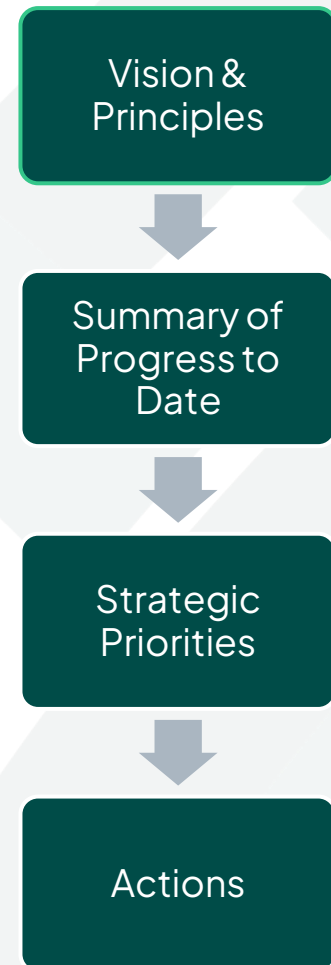 Vision &
Principles
Summary of
Progress to
Date
Strategic
Priorities
Actions